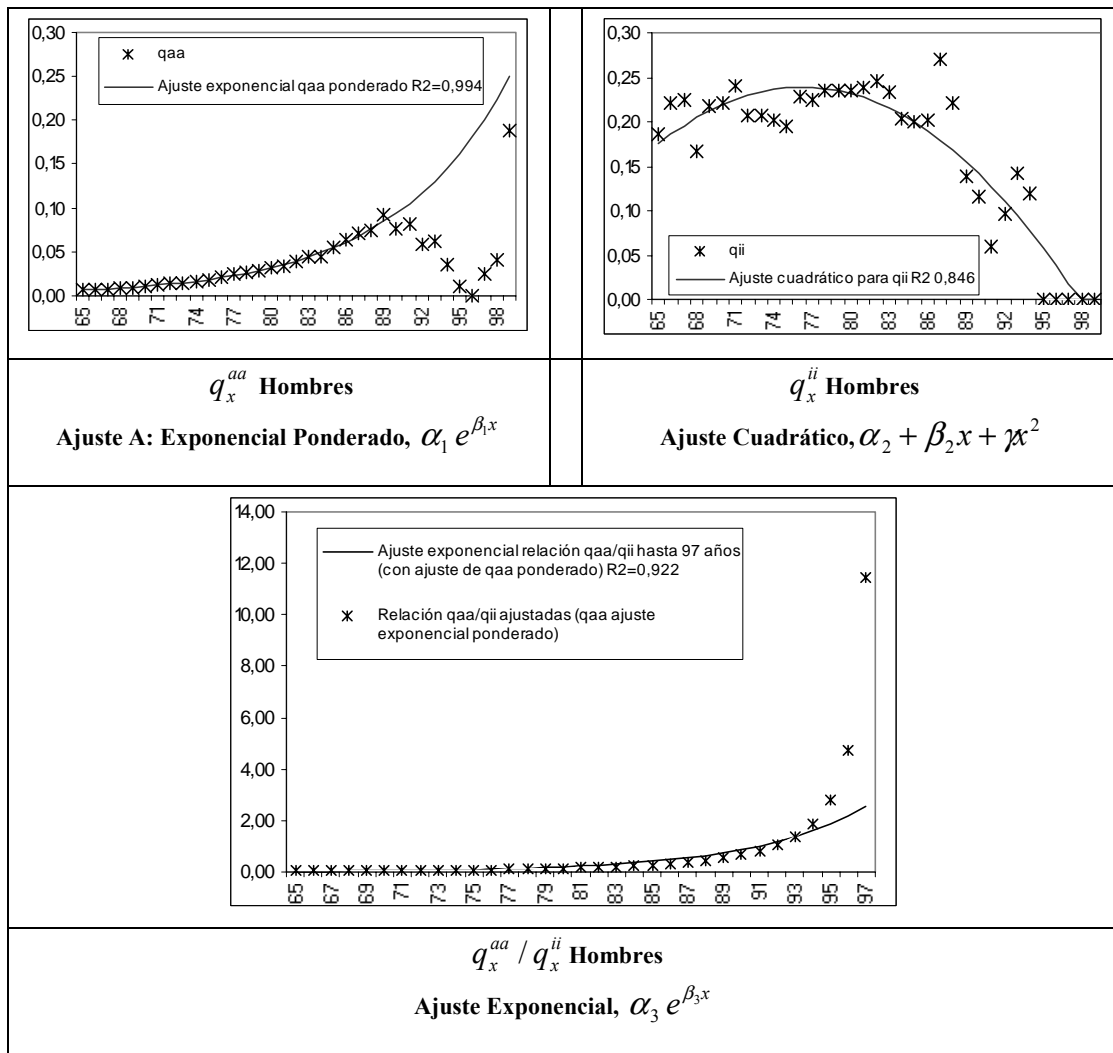 0,30
0,25
0,20
0,15
0,10
0,05
0,00
qaa
Ajuste exponencial qaa ponderado R2=0,994
65 68 71 74 77 80 83 86 89 92 95 98
0,30
0,25
0,20
0,15
0,10
0,05
0,00
qii
Ajuste cuadrático para qii R2 0,846
65 68 71 74 77 80 83 86 89 92 95 98
q_x^{aa} Hombres
Ajuste A: Exponencial Ponderado, α₁ e^{β₁x}
q_x^{ii} Hombres
Ajuste Cuadrático, α₂ + β₂x + γx²
14,00
12,00
10,00
8,00
6,00
4,00
2,00
0,00
Ajuste exponencial relación qaa/qii hasta 97 años
(con ajuste de qaa ponderado) R2=0,922
Relación qaa/qii ajustadas (qaa ajuste
exponencial ponderado)
65 67 69 71 73 75 77 79 81 83 85 87 89 91 93 95 97
q_x^{aa} / q_x^{ii} Hombres
Ajuste Exponencial, α₃ e^{β₃x}